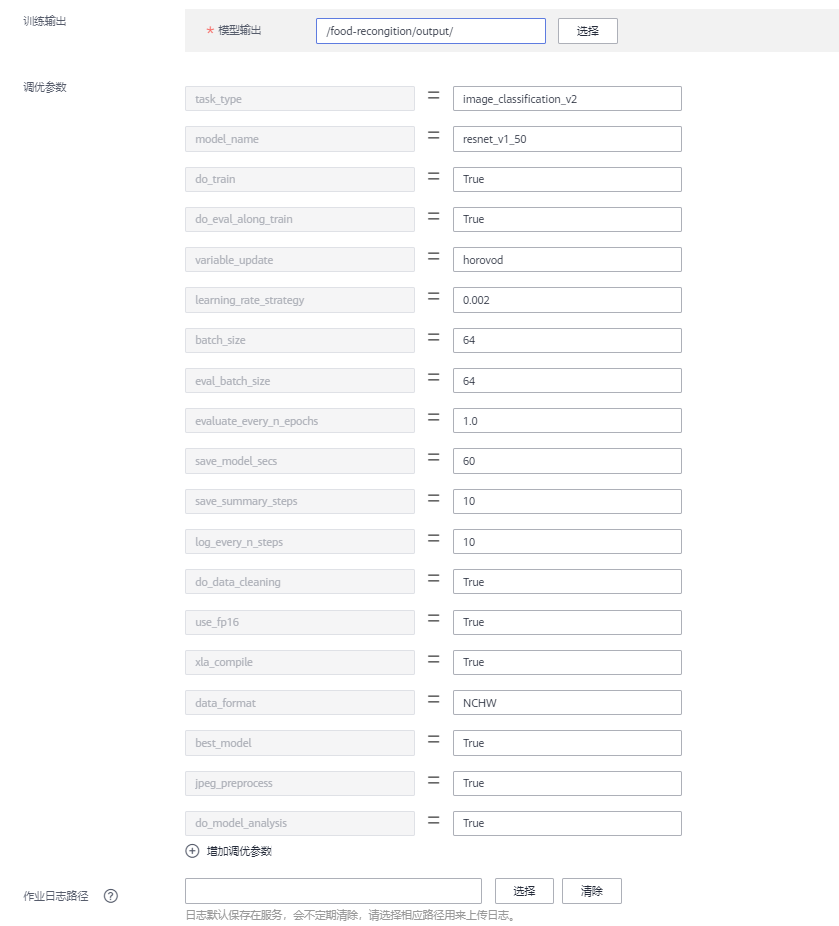 训练输出
* 模型输出 /food-recongition/output/ 选择
调优参数
task_type = image_classification_v2
model_name = resnet_v1_50
do_train = True
do_eval_along_train = True
variable_update = horovod
learning_rate_strategy = 0.002
batch_size = 64
eval_batch_size = 64
evaluate_every_n_epochs = 1.0
save_model_secs = 60
save_summary_steps = 10
log_every_n_steps = 10
do_data_cleaning = True
use_fp16 = True
xla_compile = True
data_format = NCHW
best_model = True
jpeg_preprocess = True
do_model_analysis = True
增加调优参数
作业日志路径 ? 选择 清除
日志默认保存在服务，会不定期清除，请选择相应路径用来上传日志。